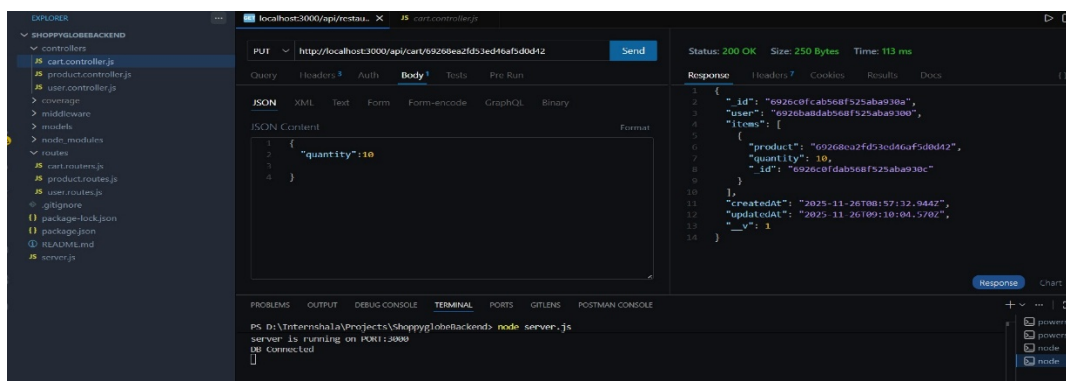 EXPLORER ...
SHOPPYGLOBEBACKEND
controllers
JS cart.controller.js
JS product.controller.js
JS user.controller.js
coverage
middleware
models
node_modules
routes
JS cart.routers.js
JS product.routes.js
JS user.routes.js
.gitignore
{} package-lock.json
{} package.json
README.md
JS server.js
localhost:3000/api/restau.. X JS cart.controller.js
PUT http://localhost:3000/api/cart/69268ea2fd53ed46af5d0d42 Send
Query Headers 3 Auth Body 1 Tests Pre Run
JSON XML Text Form Form-encode GraphQL Binary
JSON Content Format
1 {
2 "quantity":10
3
4 }
Status: 200 OK Size: 250 Bytes Time: 113 ms
Response Headers 7 Cookies Results Docs {}
1 {
2 "_id": "6926c0fcab568f525aba930a",
3 "user": "6926ba8dab568f525aba9300",
4 "items": [
5 {
6 "product": "69268ea2fd53ed46af5d0d42",
7 "quantity": 10,
8 "_id": "6926c0fdab568f525aba930c"
9 }
10 ],
11 "createdAt": "2025-11-26T08:57:32.944Z",
12 "updatedAt": "2025-11-26T09:10:04.570Z",
13 "__v": 1
14 }
Response Chart
PROBLEMS OUTPUT DEBUG CONSOLE TERMINAL PORTS GITLENS POSTMAN CONSOLE
PS D:\Internshala\Projects\ShoppyglobeBackend> node server.js
server is running on PORT:3000
DB Connected
powers
powers
node
node